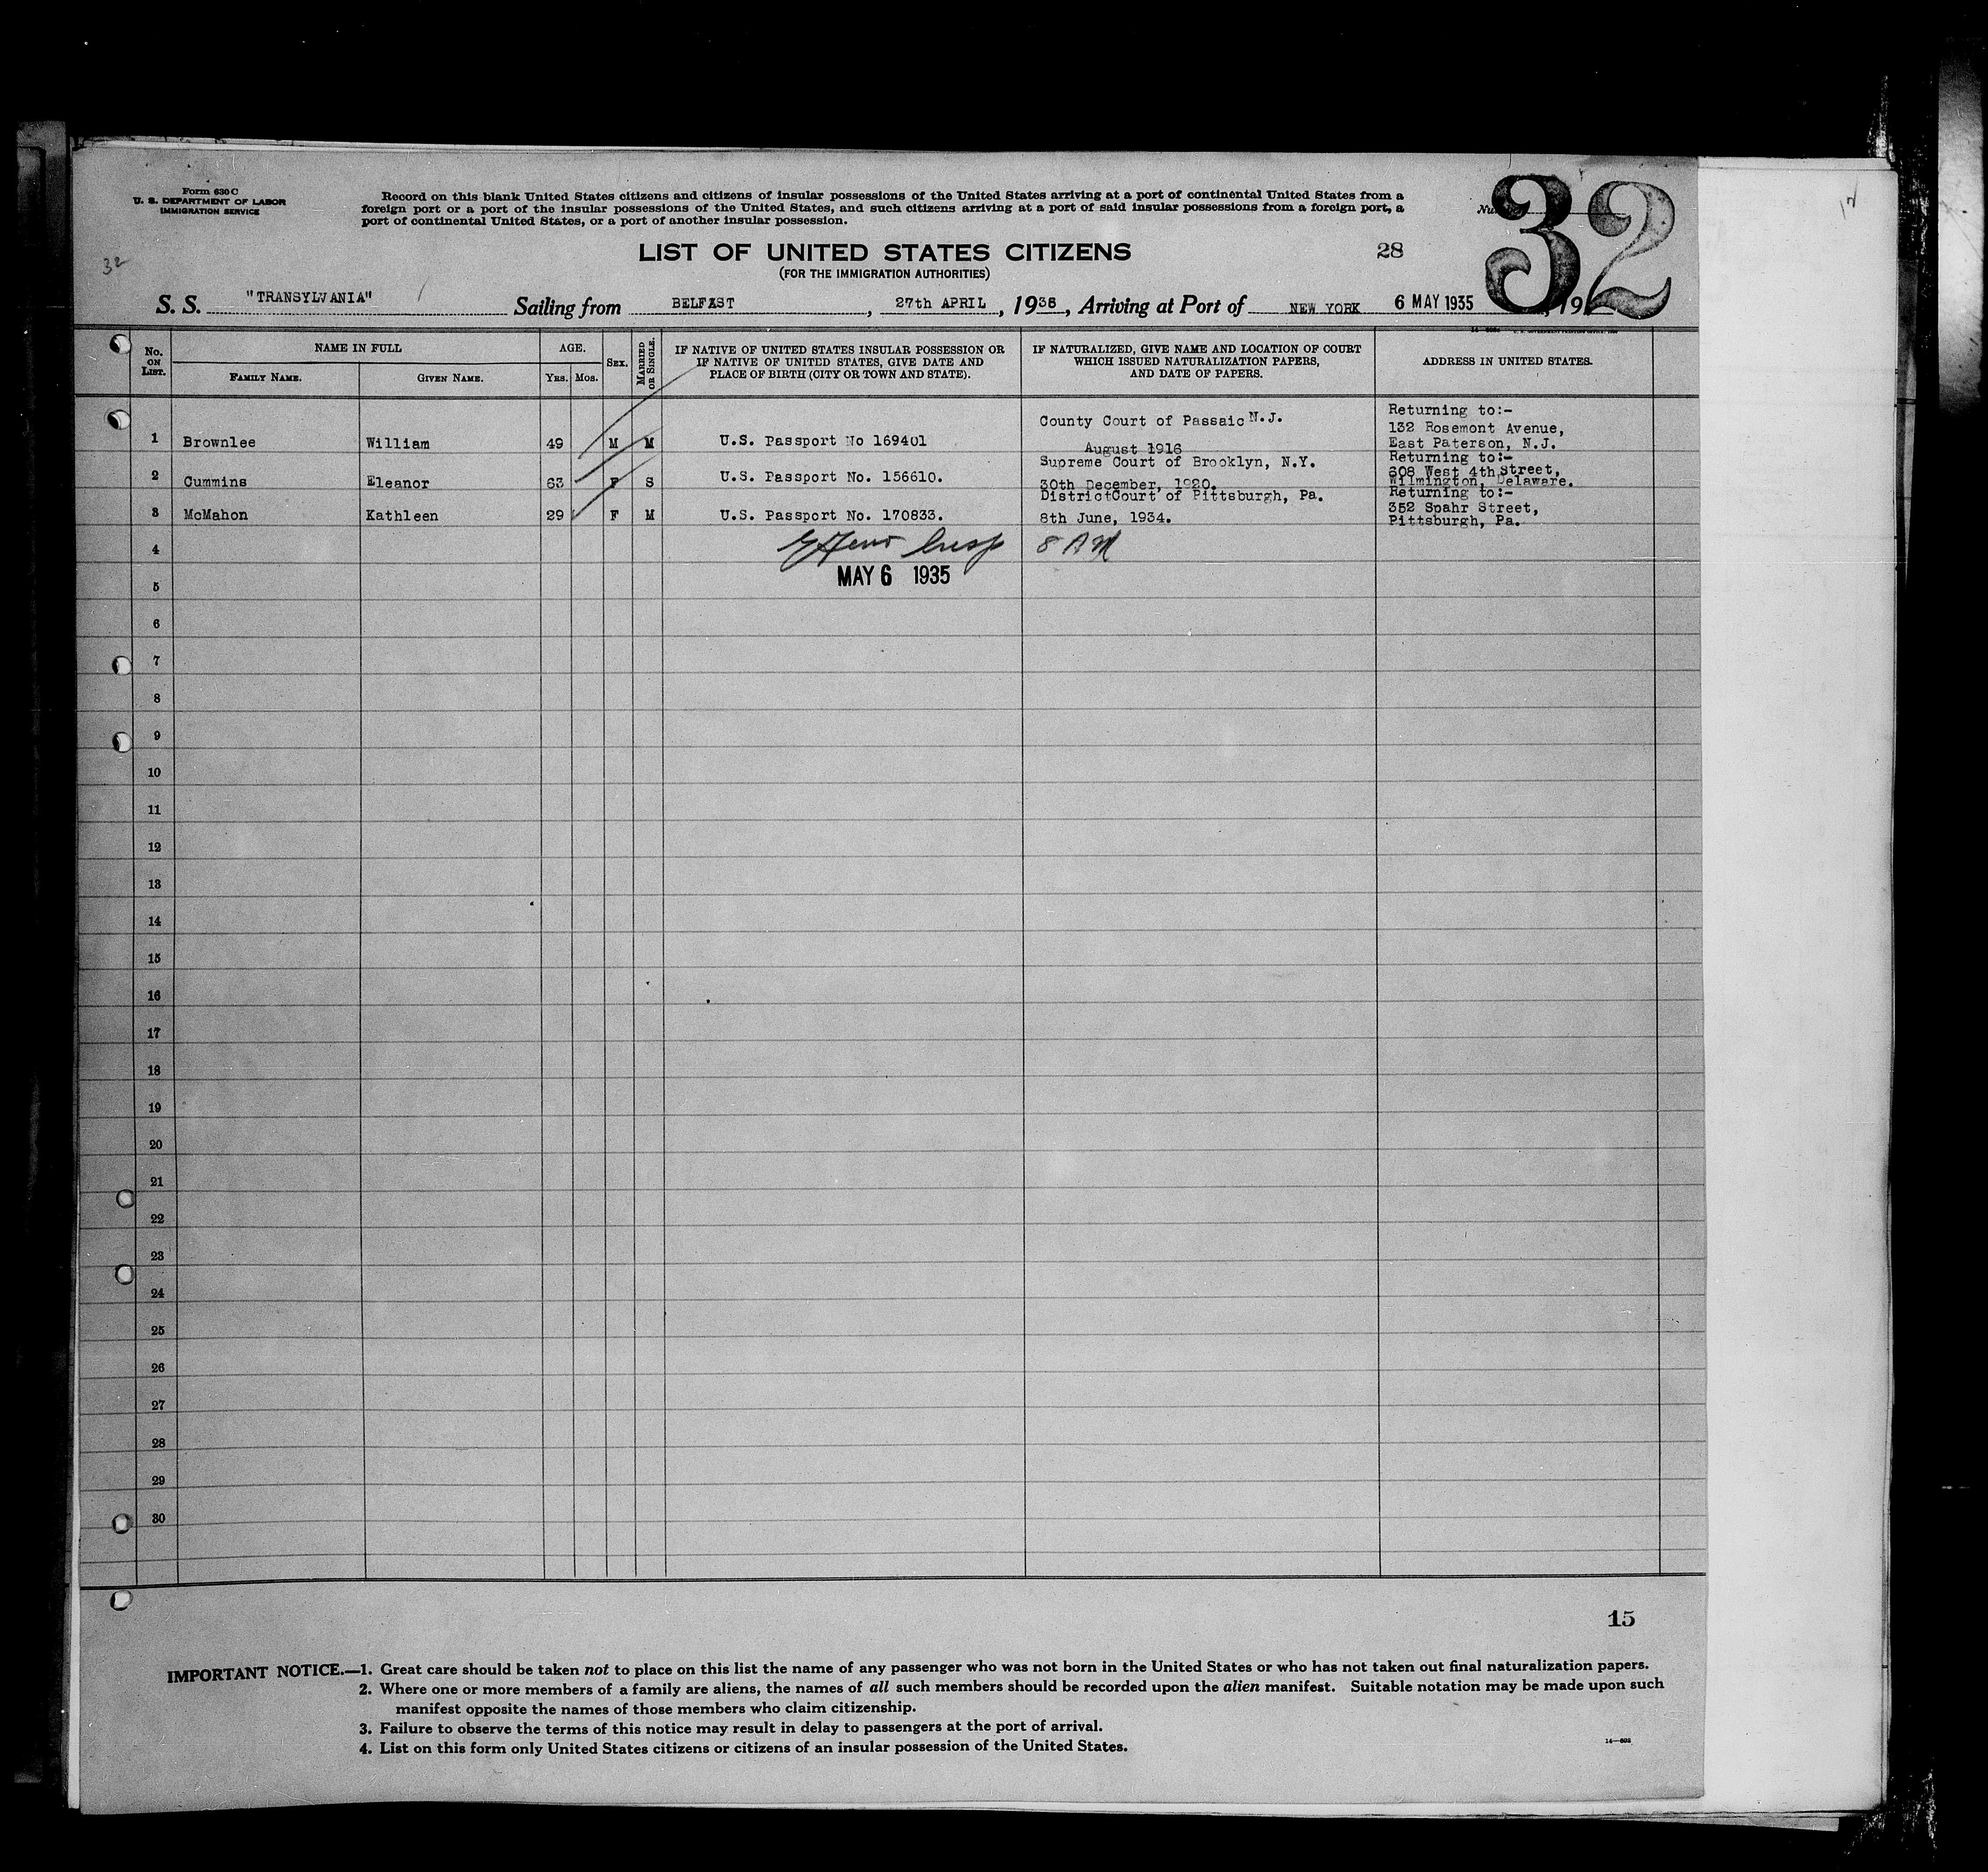 Form 630 C
U. S. DEPARTMENT OF LABOR
IMMIGRATION SERVICE
Record on this blank United States citizens and citizens of insular possessions of the United States arriving at a port of continental United States from a
foreign port or a port of the insular possessions of the United States, and such citizens arriving at a port of said insular possessions from a foreign port, a
port of continental United States, or a port of another insular possession.
32
LIST OF UNITED STATES CITIZENS
28
(FOR THE IMMIGRATION AUTHORITIES)
32
S. S. "TRANSYLVANIA" Sailing from BELFAST, 27th APRIL, 1935, Arriving at Port of NEW YORK 6 MAY 1935, 19
No. ON LIST.
NAME IN FULL
FAMILY NAME.
GIVEN NAME.
AGE.
YRS. MOS.
SEX.
MARRIED OR SINGLE.
IF NATIVE OF UNITED STATES INSULAR POSSESSION OR
IF NATIVE OF UNITED STATES, GIVE DATE AND
PLACE OF BIRTH (CITY OR TOWN AND STATE).
IF NATURALIZED, GIVE NAME AND LOCATION OF COURT
WHICH ISSUED NATURALIZATION PAPERS,
AND DATE OF PAPERS.
ADDRESS IN UNITED STATES.
1 Brownlee William 49 M M U.S. Passport No 169401
County Court of Passaic N.J.
August 1916
Returning to:-
132 Rosemont Avenue,
East Paterson, N.J.
2 Cummins Eleanor 63 F S U.S. Passport No. 156610.
Supreme Court of Brooklyn, N.Y.
30th December, 1920.
Returning to:-
608 West 4th Street,
Wilmington, Delaware.
3 McMahon Kathleen 29 F M U.S. Passport No. 170833.
District Court of Pittsburgh, Pa.
8th June, 1934.
Returning to:-
352 Spahr Street,
Pittsburgh, Pa.
4 Insp 8 AM
MAY 6 1935
5
6
7
8
9
10
11
12
13
14
15
16
17
18
19
20
21
22
23
24
25
26
27
28
29
30
15
IMPORTANT NOTICE.—1. Great care should be taken not to place on this list the name of any passenger who was not born in the United States or who has not taken out final naturalization papers.
2. Where one or more members of a family are aliens, the names of all such members should be recorded upon the alien manifest. Suitable notation may be made upon such
manifest opposite the names of those members who claim citizenship.
3. Failure to observe the terms of this notice may result in delay to passengers at the port of arrival.
4. List on this form only United States citizens or citizens of an insular possession of the United States.